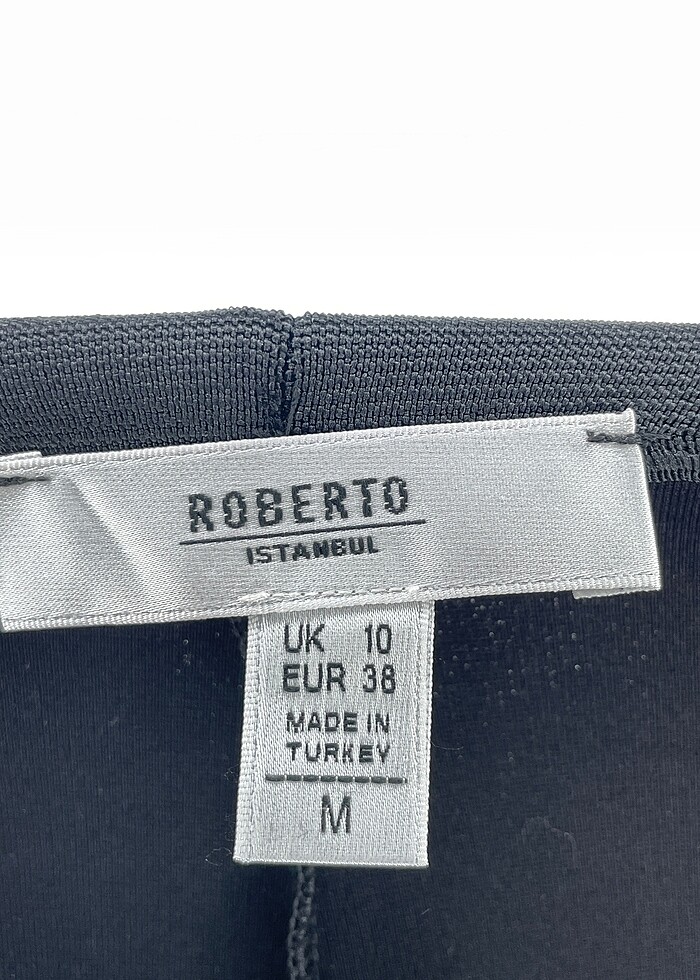 ROBERTO
ISTANBUL
UK 10
EUR 38
MADE IN
TURKEY
M